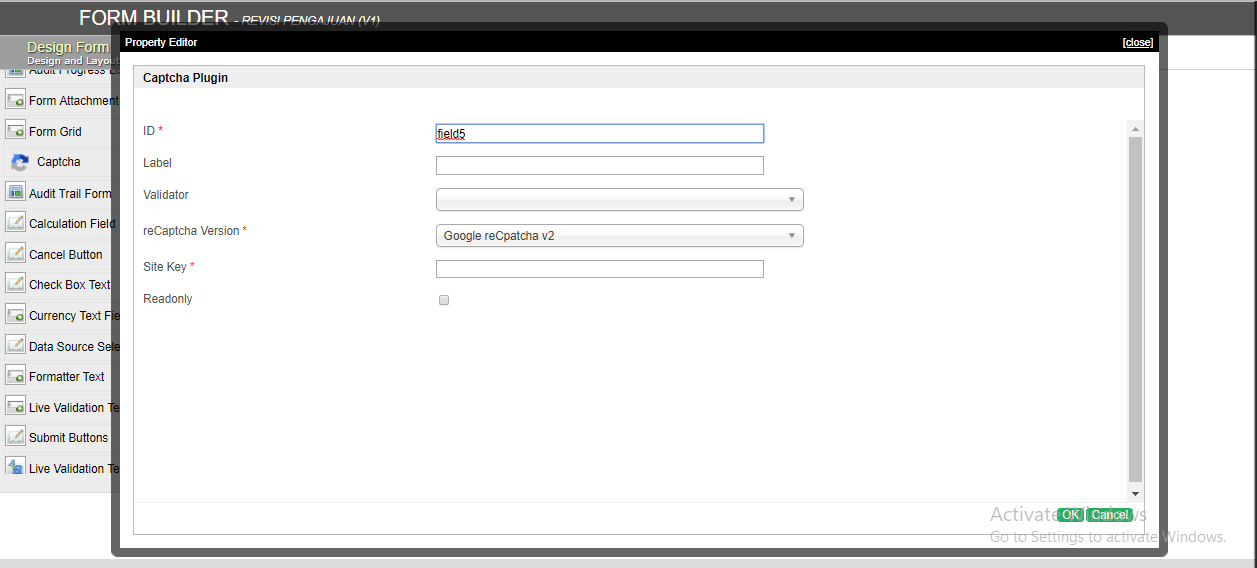 FORM BUILDER - REVISI PENGAJUAN (V1)
Design Form
Design and Layout
Property Editor
[close]
Audit Progress Lis
Form Attachment
Form Grid
Captcha
Audit Trail Form
Calculation Field
Cancel Button
Check Box Text
Currency Text Fie
Data Source Sele
Formatter Text
Live Validation Te
Submit Buttons
Live Validation Te
Captcha Plugin
ID *
field5
Label
Validator
reCaptcha Version *
Google reCpatcha v2
Site Key *
Readonly
OK
Cancel
Activate Windows
Go to Settings to activate Windows.